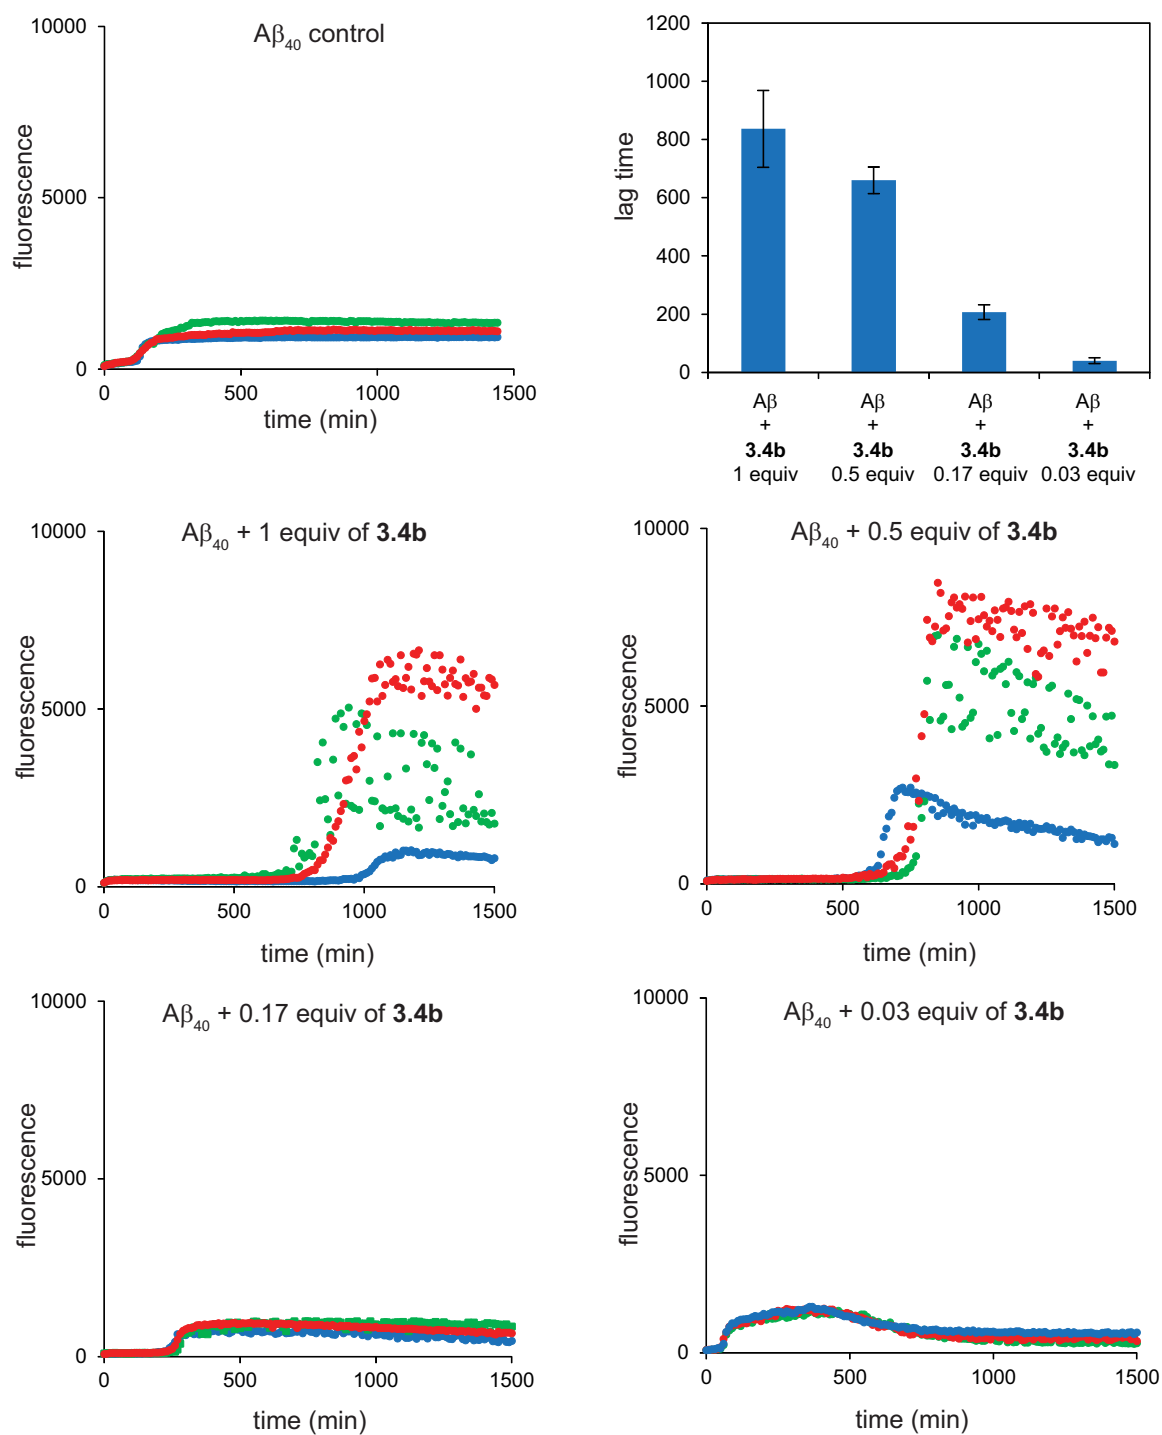 Aβ₄₀ control
10000
5000
0
fluorescence
0 500 1000 1500
time (min)
1200
1000
800
600
400
200
0
lag time
Aβ Aβ Aβ Aβ
+ + + +
3.4b 3.4b 3.4b 3.4b
1 equiv 0.5 equiv 0.17 equiv 0.03 equiv
Aβ₄₀ + 1 equiv of 3.4b
10000
5000
0
fluorescence
0 500 1000 1500
time (min)
Aβ₄₀ + 0.5 equiv of 3.4b
10000
5000
0
fluorescence
0 500 1000 1500
time (min)
Aβ₄₀ + 0.17 equiv of 3.4b
10000
5000
0
fluorescence
0 500 1000 1500
time (min)
Aβ₄₀ + 0.03 equiv of 3.4b
10000
5000
0
fluorescence
0 500 1000 1500
time (min)